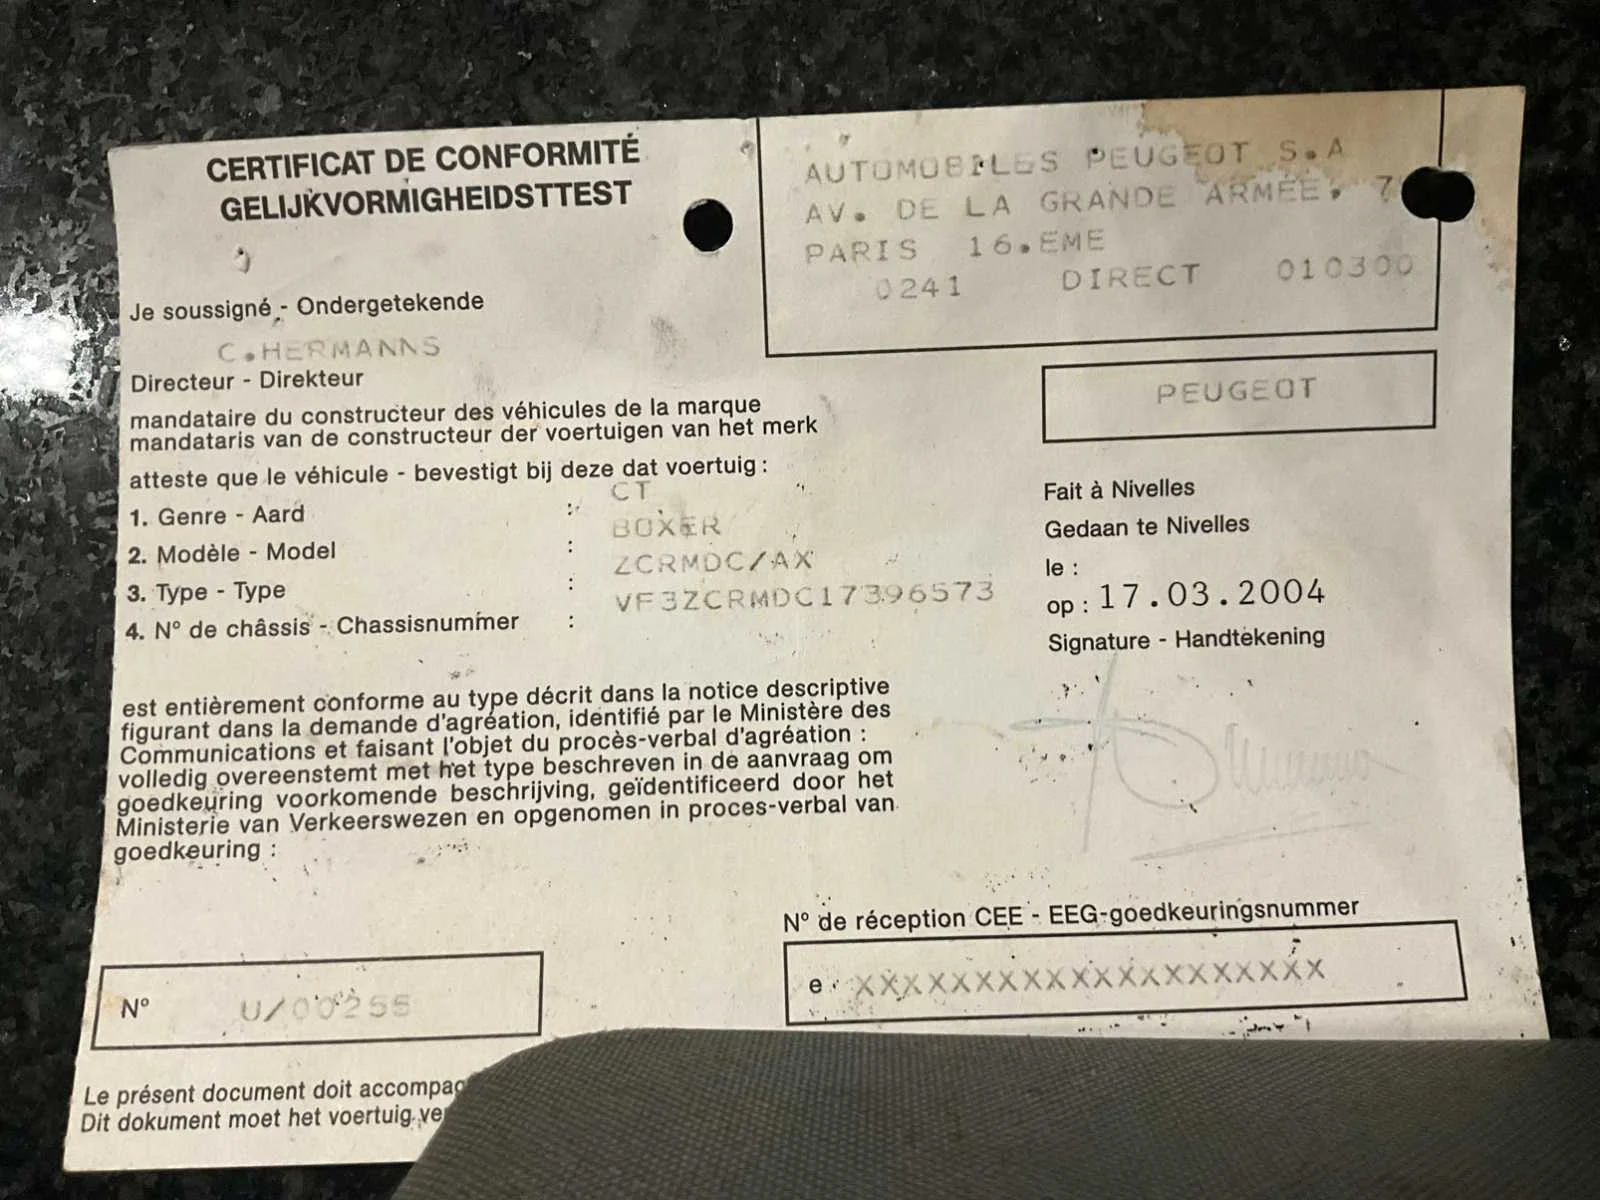 CERTIFICAT DE CONFORMITÉ
GELIJKVORMIGHEIDSTTEST
AUTOMOBILES PEUGEOT S.A
AV. DE LA GRANDE ARMÉE. 7
PARIS 16.EME
0241 DIRECT 010300
Je soussigné - Ondergetekende
C.HERMANNS
Directeur - Direkteur
mandataire du constructeur des véhicules de la marque
mandataris van de constructeur der voertuigen van het merk
PEUGEOT
atteste que le véhicule - bevestigt bij deze dat voertuig :
1. Genre - Aard : CT
2. Modèle - Model : BOXER
3. Type - Type : ZCRMDC/AX
4. N° de châssis - Chassisnummer : VF3ZCRMDC17396573
Fait à Nivelles
Gedaan te Nivelles
le :
op : 17.03.2004
Signature - Handtekening
est entièrement conforme au type décrit dans la notice descriptive
figurant dans la demande d'agréation, identifié par le Ministère des
Communications et faisant l'objet du procès-verbal d'agréation :
volledig overeenstemt met het type beschreven in de aanvraag om
goedkeuring voorkomende beschrijving, geïdentificeerd door het
Ministerie van Verkeerswezen en opgenomen in proces-verbal van
goedkeuring :
N° de réception CEE - EEG-goedkeuringsnummer
e XXXXXXXXXXXXXXXXXXXX
N° U/00255
Le présent document doit
Dit dokument moet het voertuig